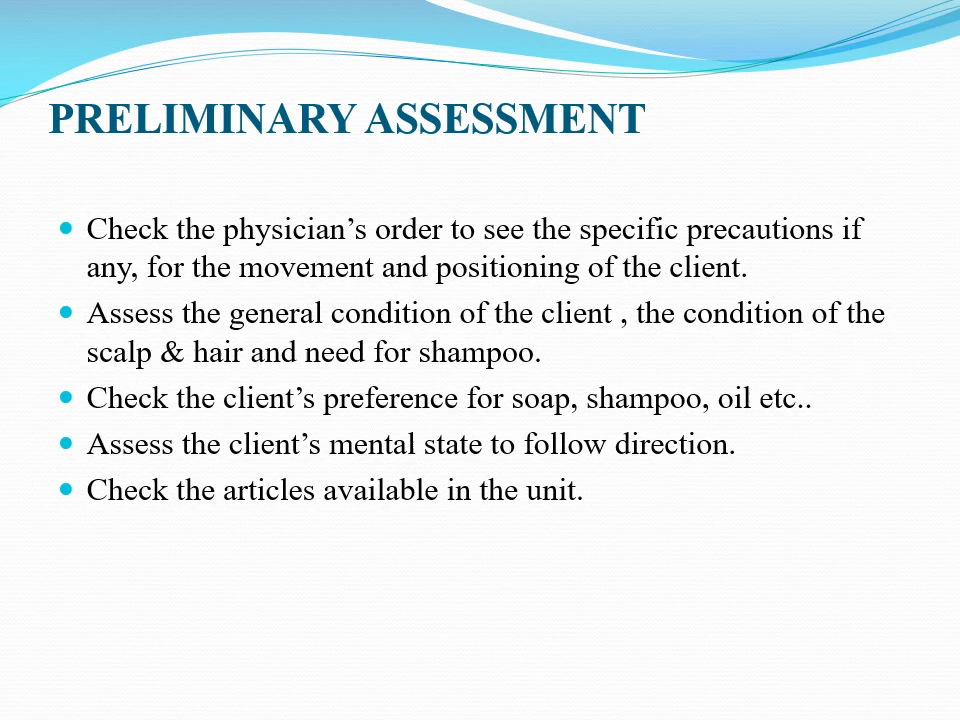 PRELIMINARY ASSESSMENT
• Check the physician’s order to see the specific precautions if
any, for the movement and positioning of the client.
• Assess the general condition of the client , the condition of the
scalp & hair and need for shampoo.
• Check the client’s preference for soap, shampoo, oil etc..
• Assess the client’s mental state to follow direction.
• Check the articles available in the unit.